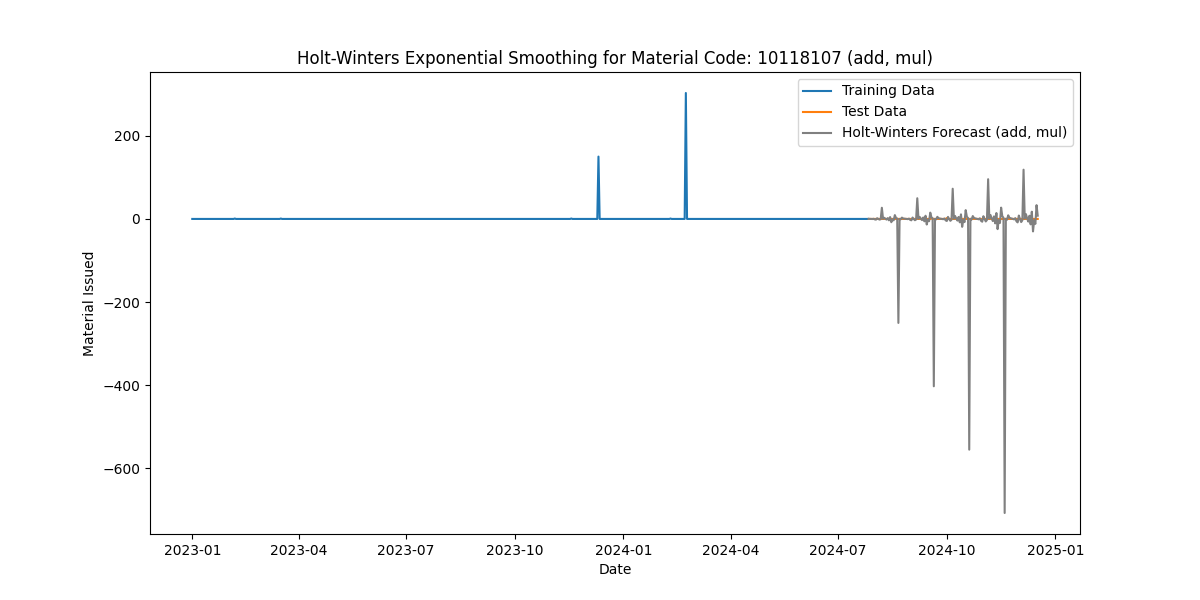 Holt-Winters Exponential Smoothing for Material Code: 10118107 (add, mul)
Training Data
Test Data
Holt-Winters Forecast (add, mul)
200
0
−200
−400
−600
Material Issued
2023-01 2023-04 2023-07 2023-10 2024-01 2024-04 2024-07 2024-10 2025-01
Date